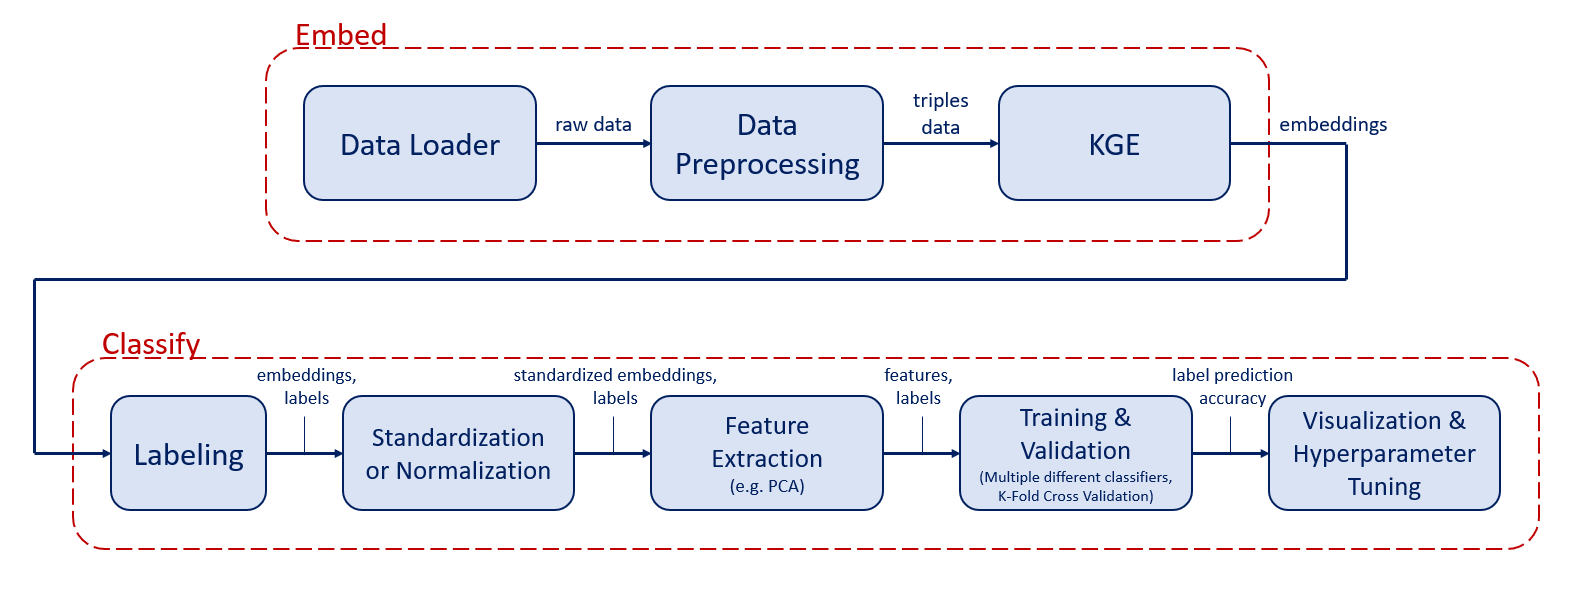 Embed
Data Loader
raw data
Data
Preprocessing
triples
data
KGE
embeddings
Classify
Labeling
embeddings,
labels
Standardization
or Normalization
standardized embeddings,
labels
Feature
Extraction
(e.g. PCA)
features,
labels
Training &
Validation
(Multiple different classifiers,
K-Fold Cross Validation)
label prediction
accuracy
Visualization &
Hyperparameter
Tuning